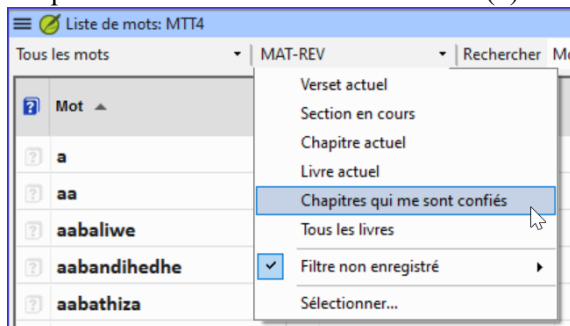 Liste de mots: MTT4
Tous les mots MAT-REV Rechercher
Verset actuel
Mot Section en cours
Chapitre actuel
a
Livre actuel
aa Chapitres qui me sont confiés
aabaliwe Tous les livres
aabandihedhe Filtre non enregistré
aabathiza Sélectionner...